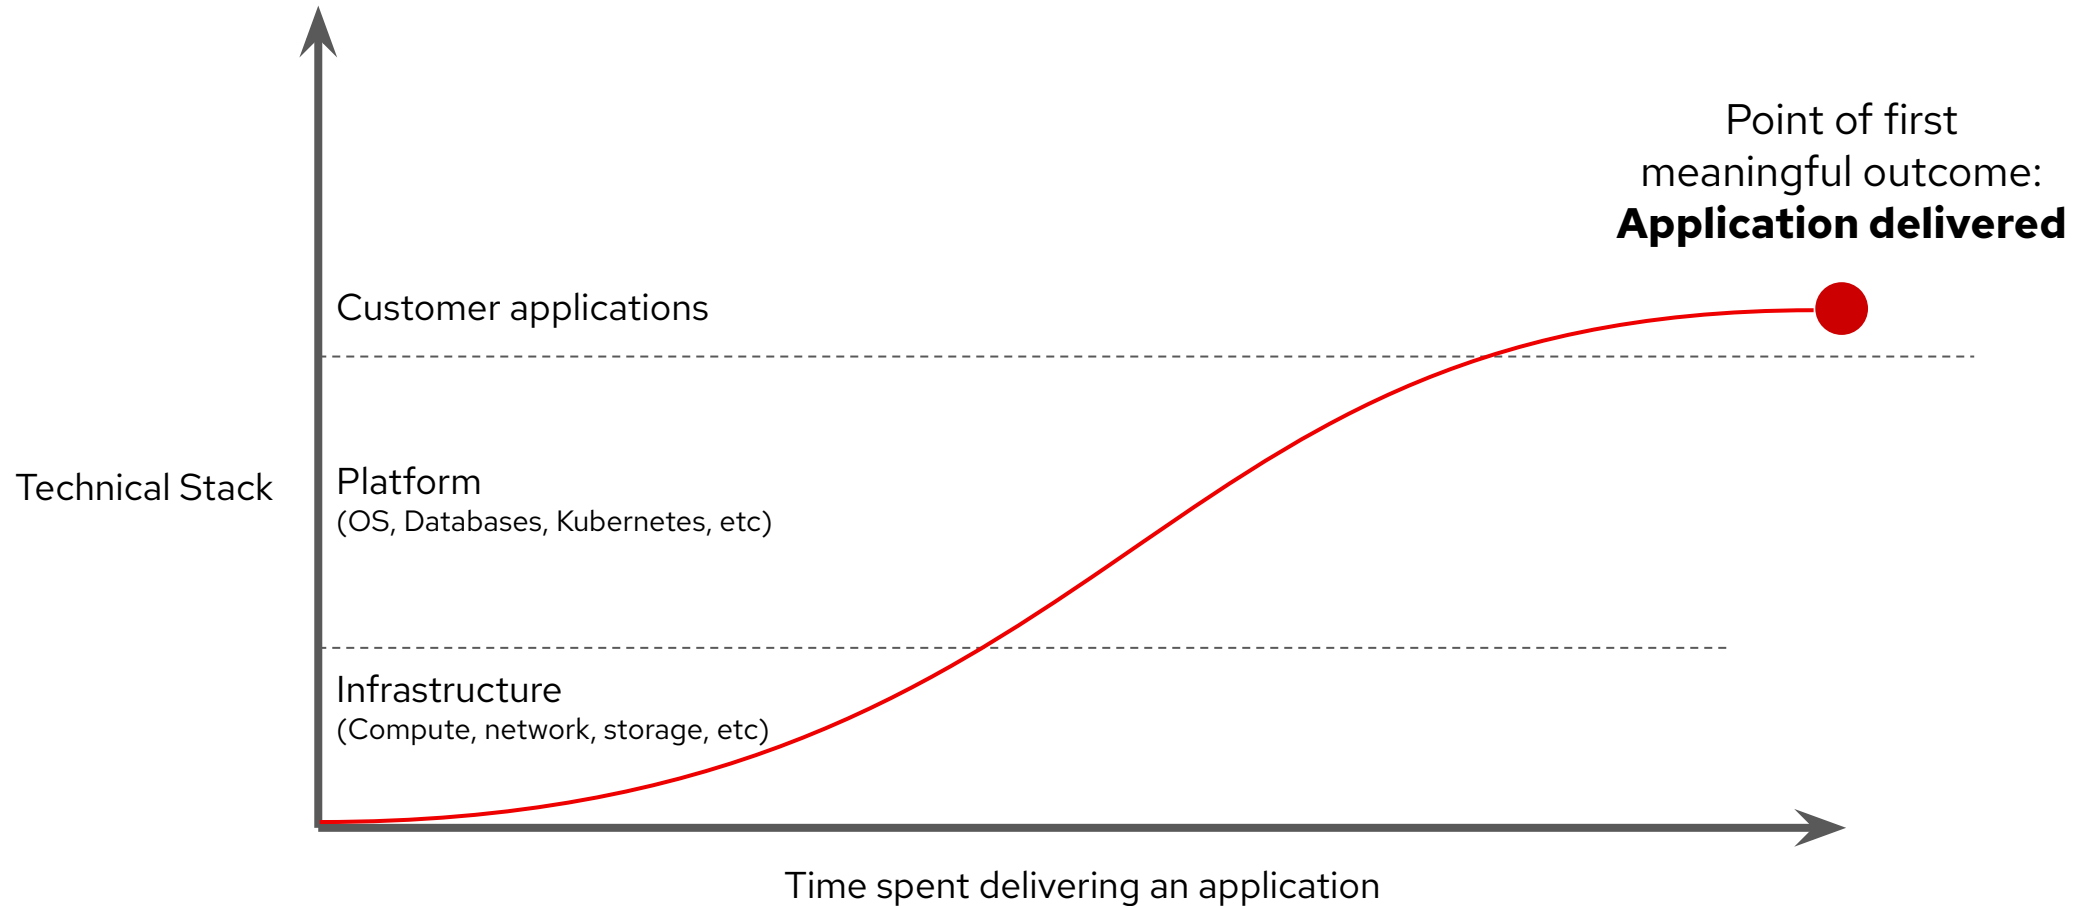 Point of first
meaningful outcome:
Application delivered
Customer applications
Technical Stack
Platform
(OS, Databases, Kubernetes, etc)
Infrastructure
(Compute, network, storage, etc)
Time spent delivering an application